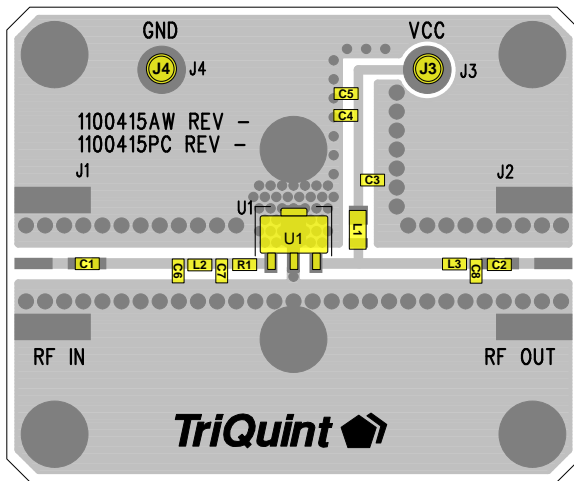 GND VCC
J4 J4 J3 J3
C5
C4
1100415AW REV -
1100415PC REV -
J1 J2
C3
U1
U1 L1
C1 C6 L2 C7 R1 L3 C8 C2
RF IN RF OUT
TriQuint